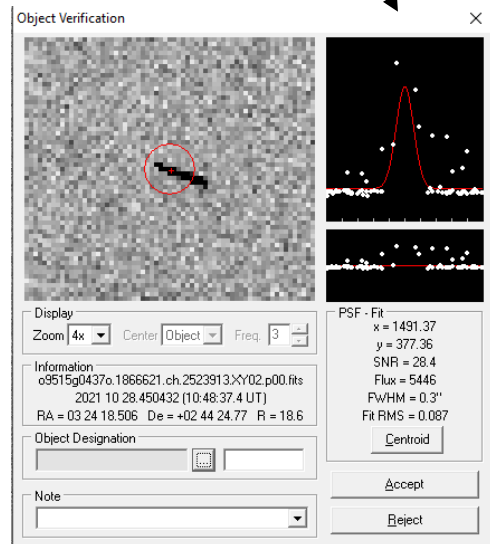 Object Verification
Display
Zoom 4x Center Object Freq. 3
Information
o9515g0437o.1866621.ch.2523913.XY02.p00.fits
2021 10 28.450432 (10:48:37.4 UT)
RA = 03 24 18.506 De = +02 44 24.77 R = 18.6
Object Designation
...
Note
PSF - Fit
x = 1491.37
y = 377.36
SNR = 28.4
Flux = 5446
FWHM = 0.3''
Fit RMS = 0.087
Centroid
Accept
Reject